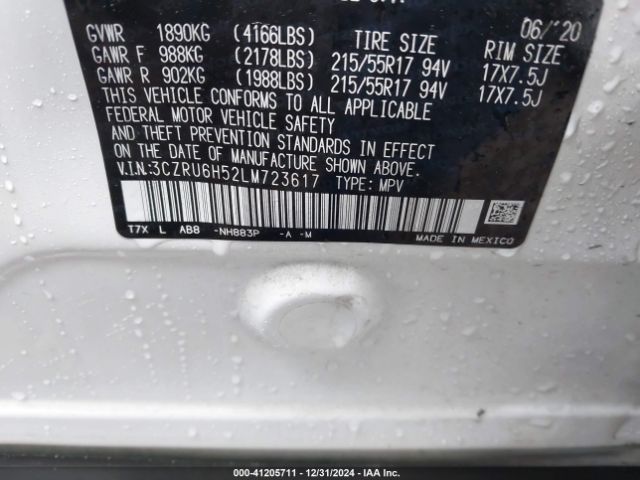 06/'20
GVWR 1890KG (4166LBS) TIRE SIZE RIM SIZE
GAWR F 988KG (2178LBS) 215/55R17 94V 17X7.5J
GAWR R 902KG (1988LBS) 215/55R17 94V 17X7.5J
THIS VEHICLE CONFORMS TO ALL APPLICABLE
FEDERAL MOTOR VEHICLE SAFETY
AND THEFT PREVENTION STANDARDS IN EFFECT
ON THE DATE OF MANUFACTURE SHOWN ABOVE.
V.I.N.:3CZRU6H52LM723617 TYPE: MPV
T7X L AB8 -NH883P -A -M MADE IN MEXICO
000-41205711 - 12/31/2024 - IAA Inc.